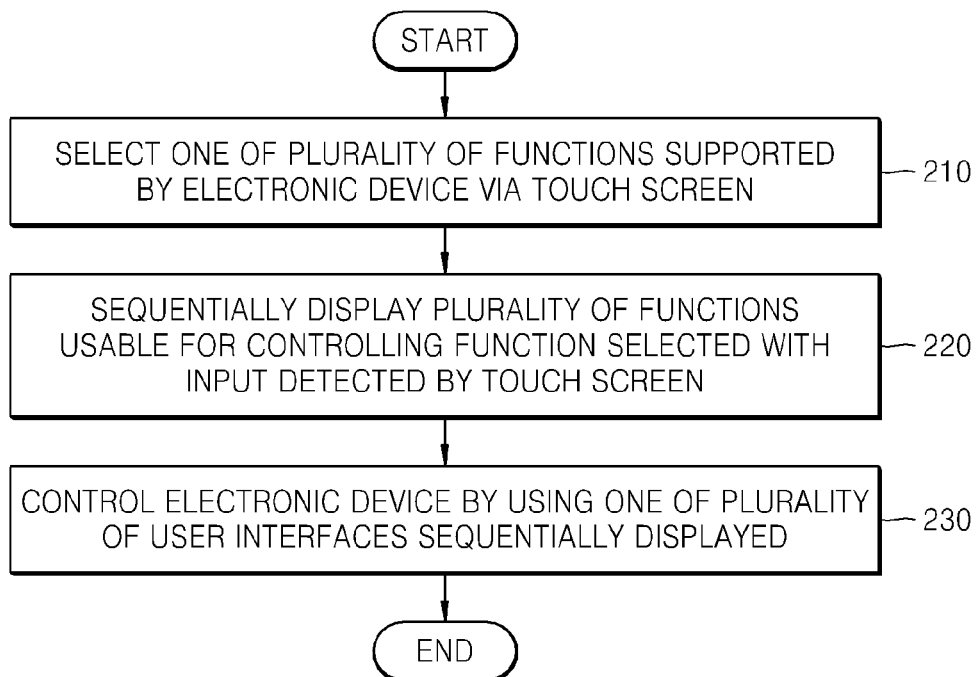 START
SELECT ONE OF PLURALITY OF FUNCTIONS SUPPORTED
BY ELECTRONIC DEVICE VIA TOUCH SCREEN
210
SEQUENTIALLY DISPLAY PLURALITY OF FUNCTIONS
USABLE FOR CONTROLLING FUNCTION SELECTED WITH
INPUT DETECTED BY TOUCH SCREEN
220
CONTROL ELECTRONIC DEVICE BY USING ONE OF PLURALITY
OF USER INTERFACES SEQUENTIALLY DISPLAYED
230
END